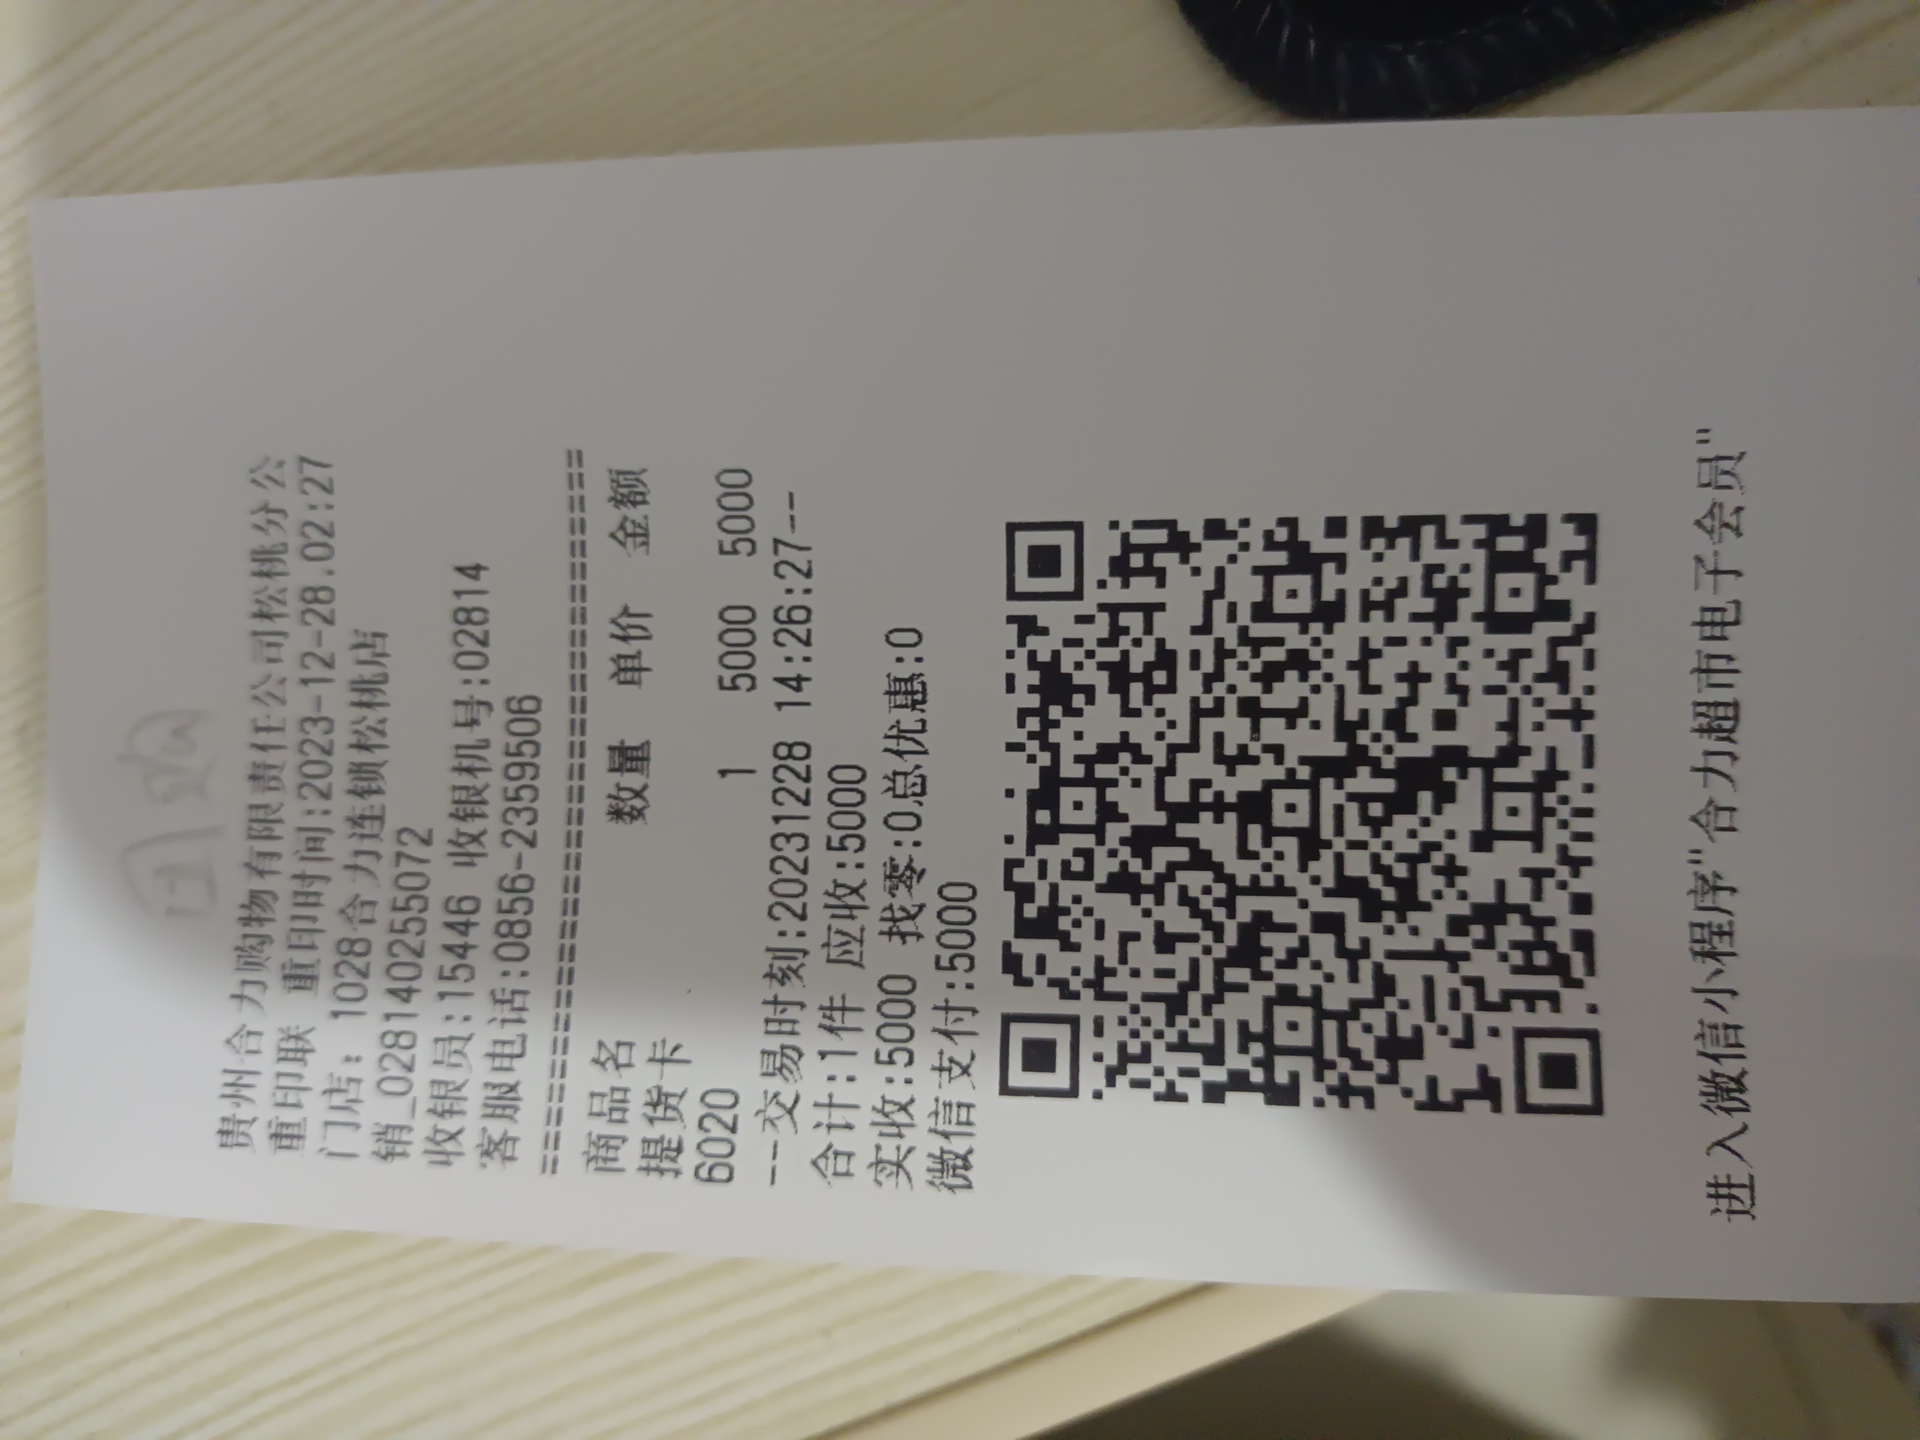 团购
贵州合力购物有限责任公司松桃分公
重印联 重印时间:2023-12-28.02:27
门店: 1028合力连锁松桃店
销_028140255072
收银员:15446 收银机号:02814
客服电话:0856-2359506
================================
商品名 数量 单价 金额
提货卡
6020 1 5000 5000
--交易时刻:20231228 14:26:27--
合计:1件 应收:5000
实收:5000 找零:0总优惠:0
微信支付:5000
进入微信小程序"合力超市电子会员"